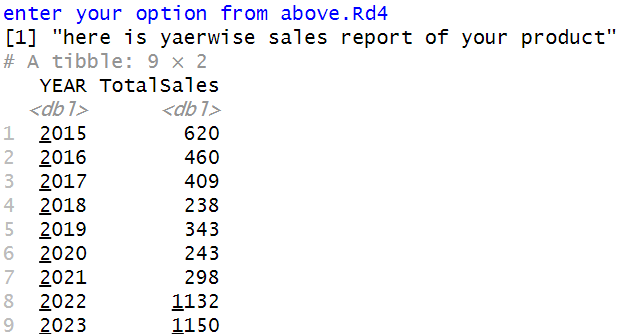 enter your option from above.Rd4
[1] "here is yaerwise sales report of your product"
# A tibble: 9 × 2
YEAR TotalSales
<dbl> <dbl>
1 2015 620
2 2016 460
3 2017 409
4 2018 238
5 2019 343
6 2020 243
7 2021 298
8 2022 1132
9 2023 1150